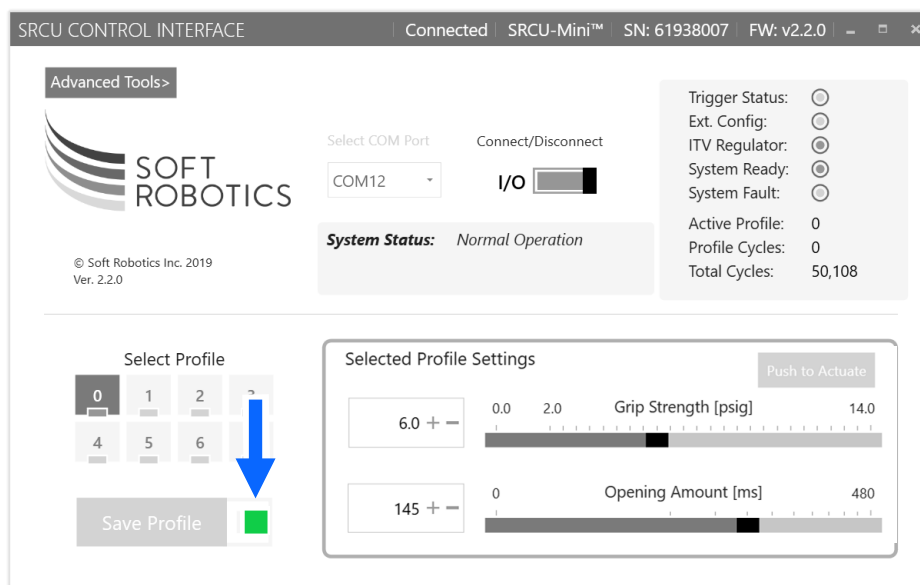 SRCU CONTROL INTERFACE
Connected
SRCU-Mini™
SN: 61938007
FW: v2.2.0
Advanced Tools>
SOFT
ROBOTICS
© Soft Robotics Inc. 2019
Ver. 2.2.0
Select COM Port
COM12
Connect/Disconnect
I/O
System Status: Normal Operation
Trigger Status:
Ext. Config:
ITV Regulator:
System Ready:
System Fault:
Active Profile: 0
Profile Cycles: 0
Total Cycles: 50,108
Select Profile
0 1 2
4 5 6
Save Profile
Selected Profile Settings
Push to Actuate
6.0 + −
0.0 2.0 Grip Strength [psig] 14.0
145 + −
0 Opening Amount [ms] 480